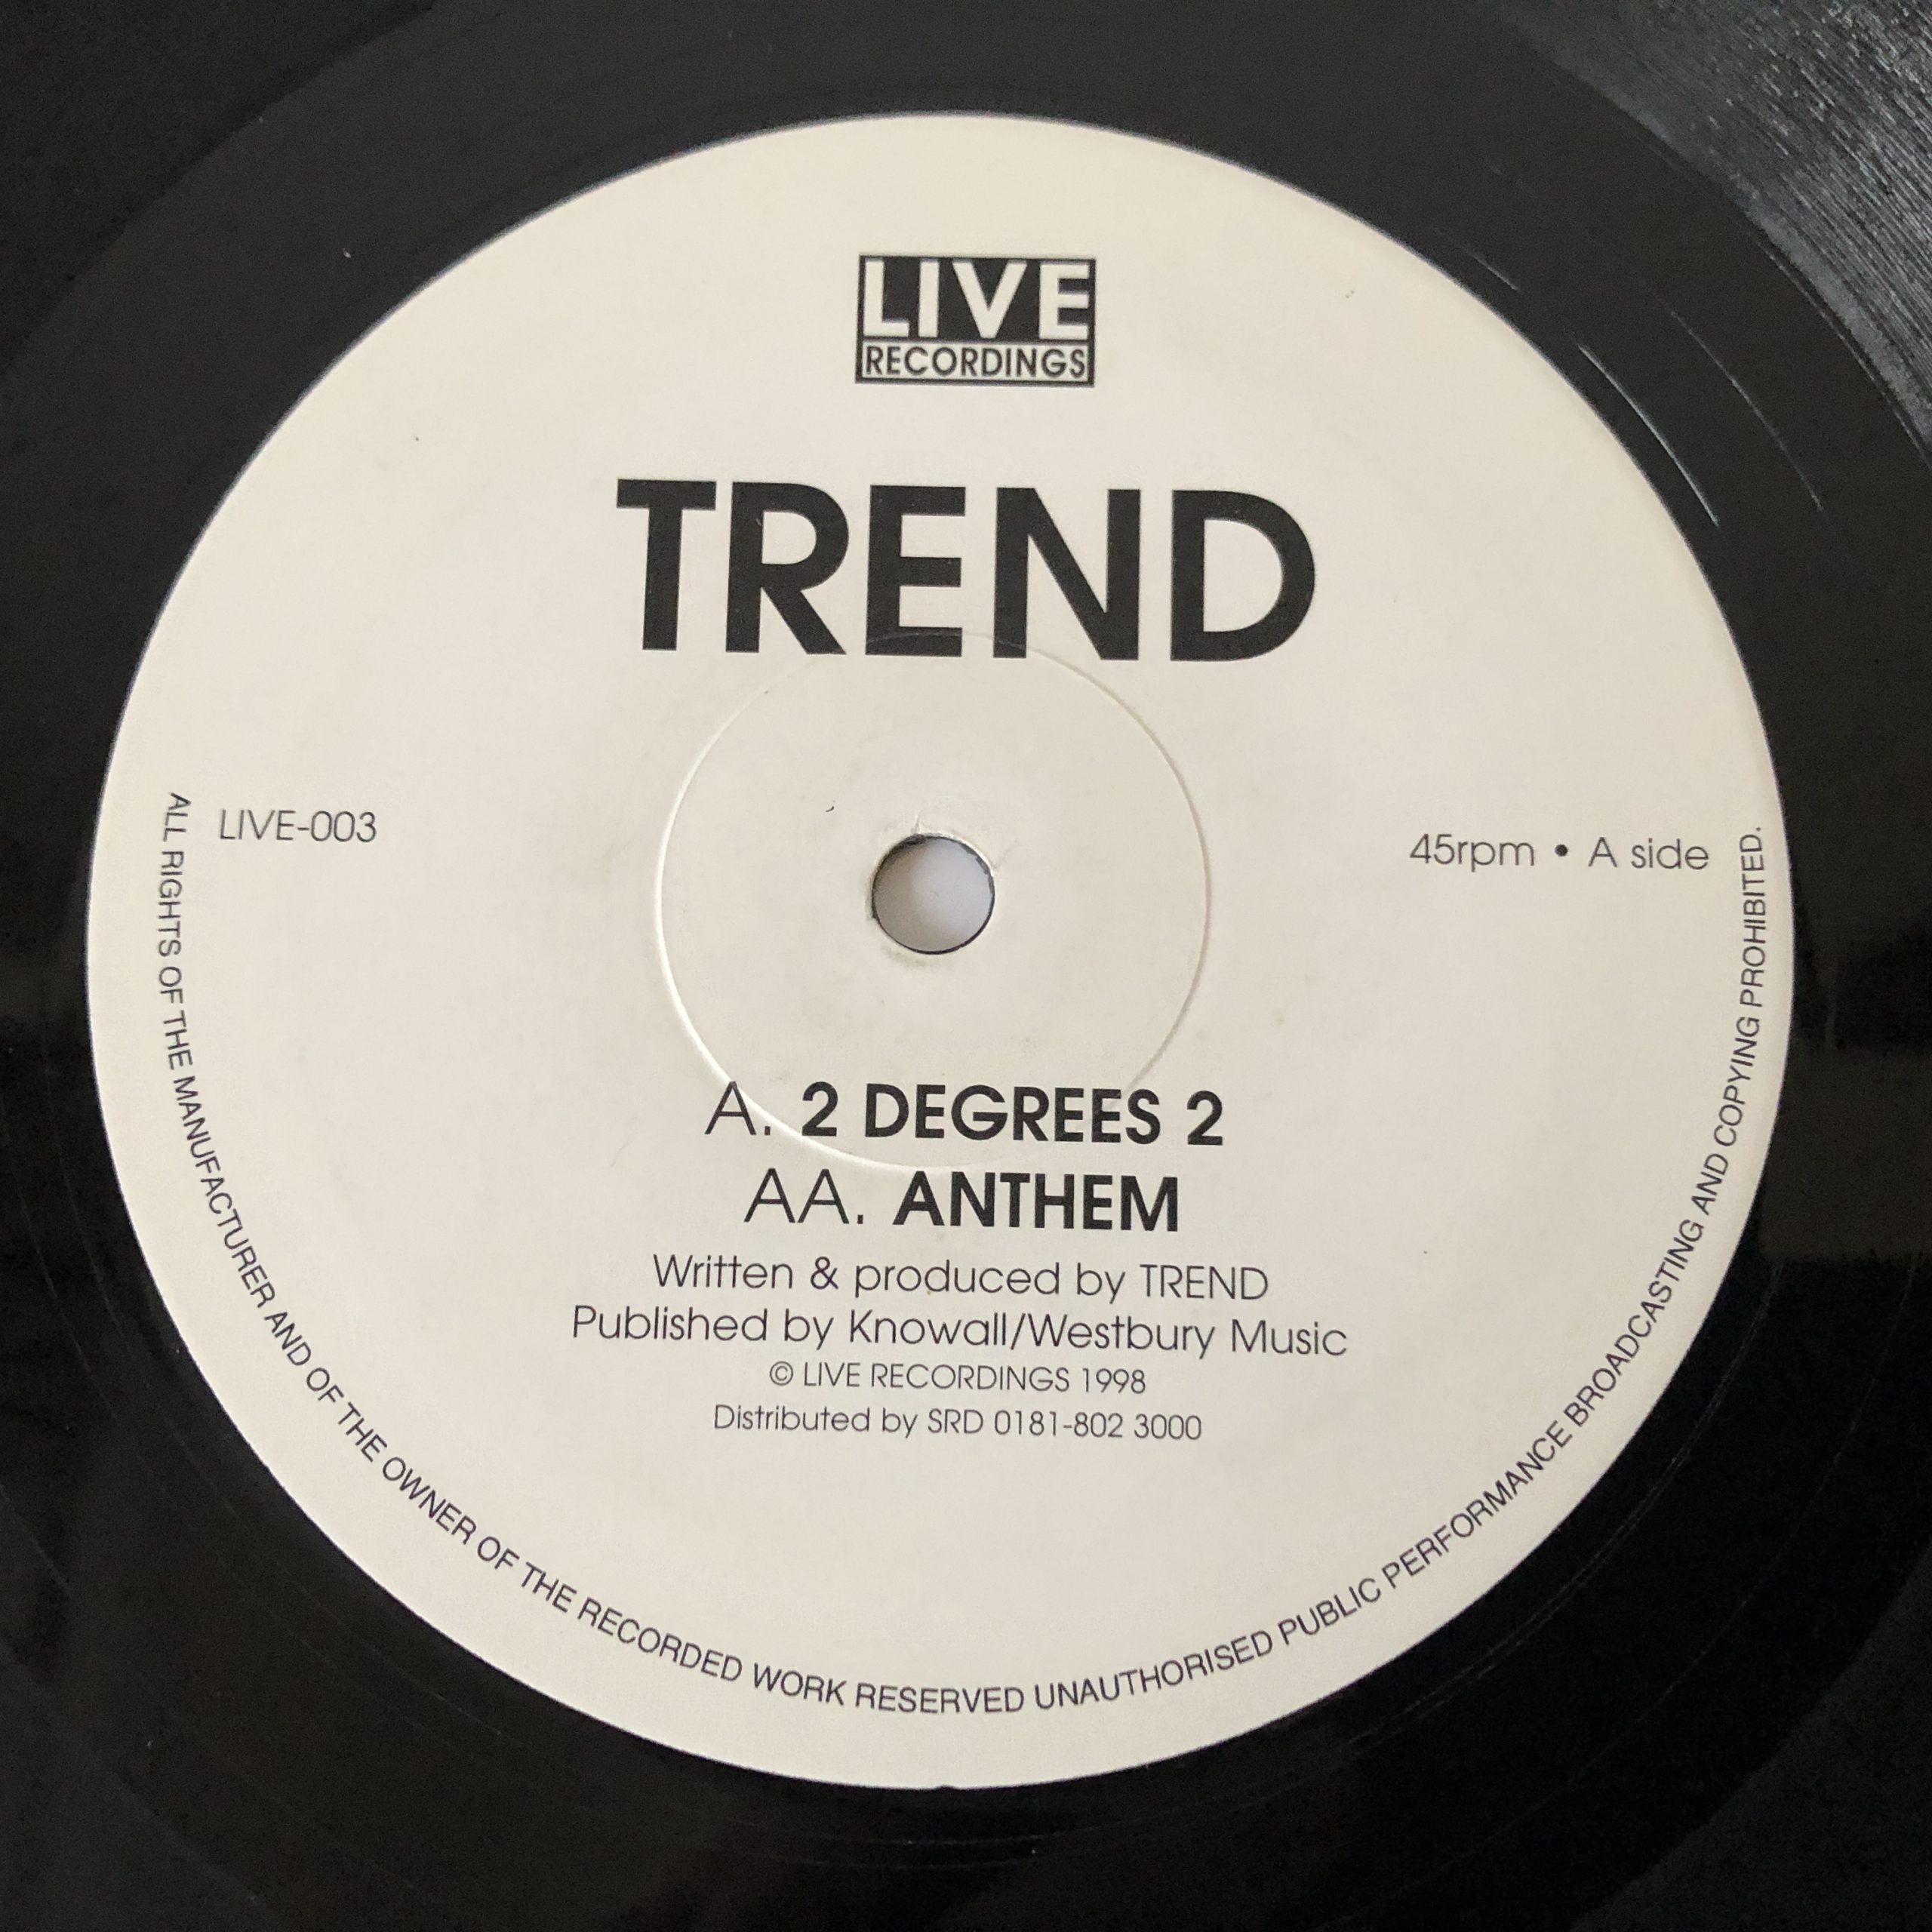 LIVE
RECORDINGS
TREND
LIVE-003
45rpm • A side
A. 2 DEGREES 2
AA. ANTHEM
Written & produced by TREND
Published by Knowall/Westbury Music
© LIVE RECORDINGS 1998
Distributed by SRD 0181-802 3000
ALL RIGHTS OF THE MANUFACTURER AND OF THE OWNER OF THE RECORDED WORK RESERVED UNAUTHORISED PUBLIC PERFORMANCE BROADCASTING AND COPYING PROHIBITED.